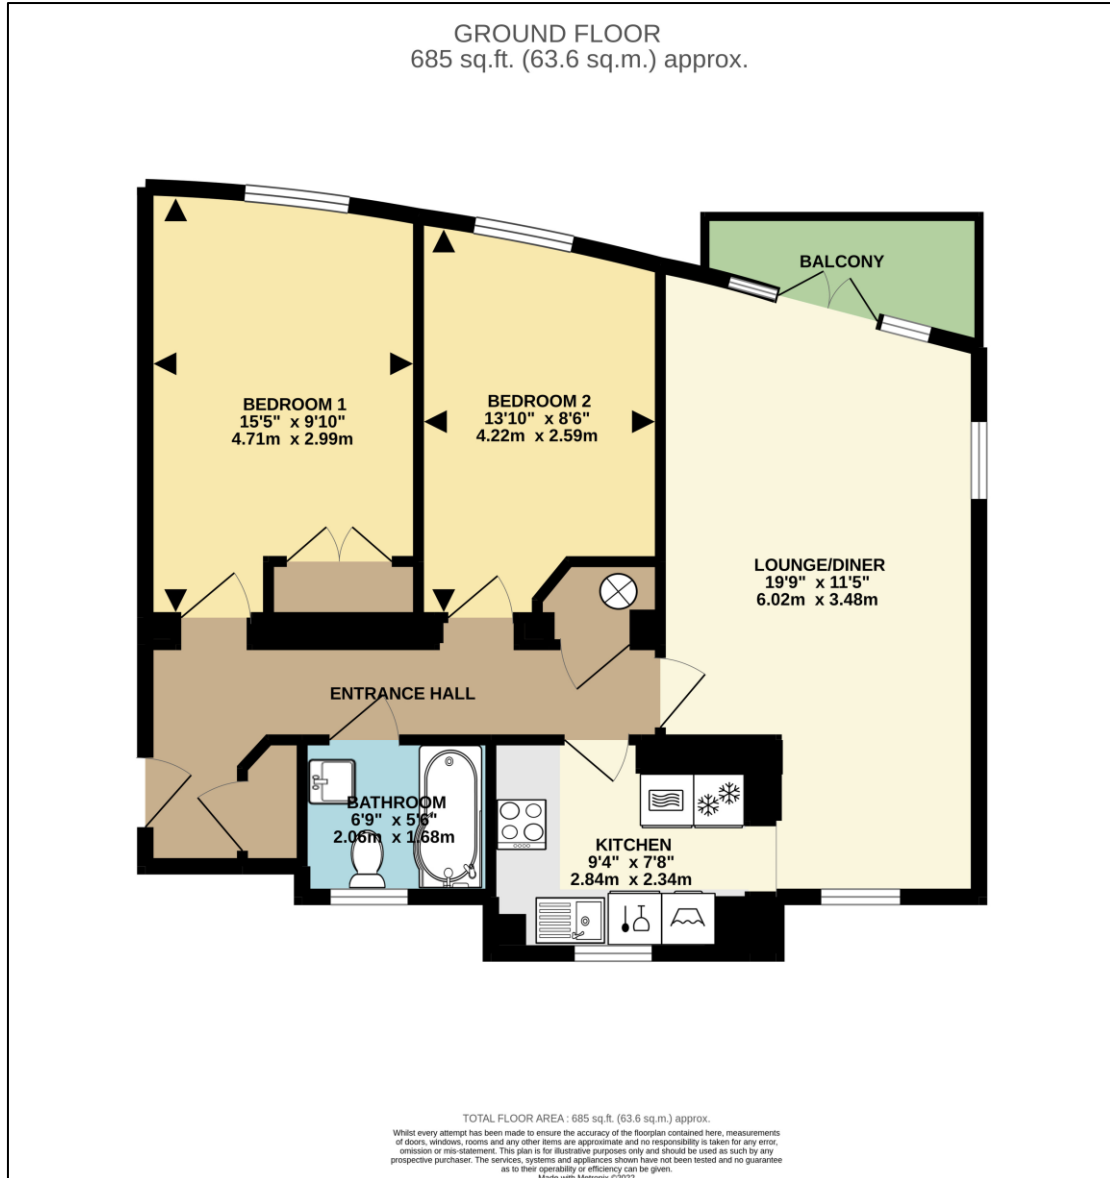 GROUND FLOOR
685 sq.ft. (63.6 sq.m.) approx.
BALCONY
BEDROOM 1
15'5" x 9'10"
4.71m x 2.99m
BEDROOM 2
13'10" x 8'6"
4.22m x 2.59m
LOUNGE/DINER
19'9" x 11'5"
6.02m x 3.48m
ENTRANCE HALL
BATHROOM
6'9" x 5'6"
2.06m x 1.68m
KITCHEN
9'4" x 7'8"
2.84m x 2.34m
TOTAL FLOOR AREA : 685 sq.ft. (63.6 sq.m.) approx.
Whilst every attempt has been made to ensure the accuracy of the floorplan contained here, measurements
of doors, windows, rooms and any other items are approximate and no responsibility is taken for any error,
omission or mis-statement. This plan is for illustrative purposes only and should be used as such by any
prospective purchaser. The services, systems and appliances shown have not been tested and no guarantee
as to their operability or efficiency can be given.
Made with Metropix ©2022